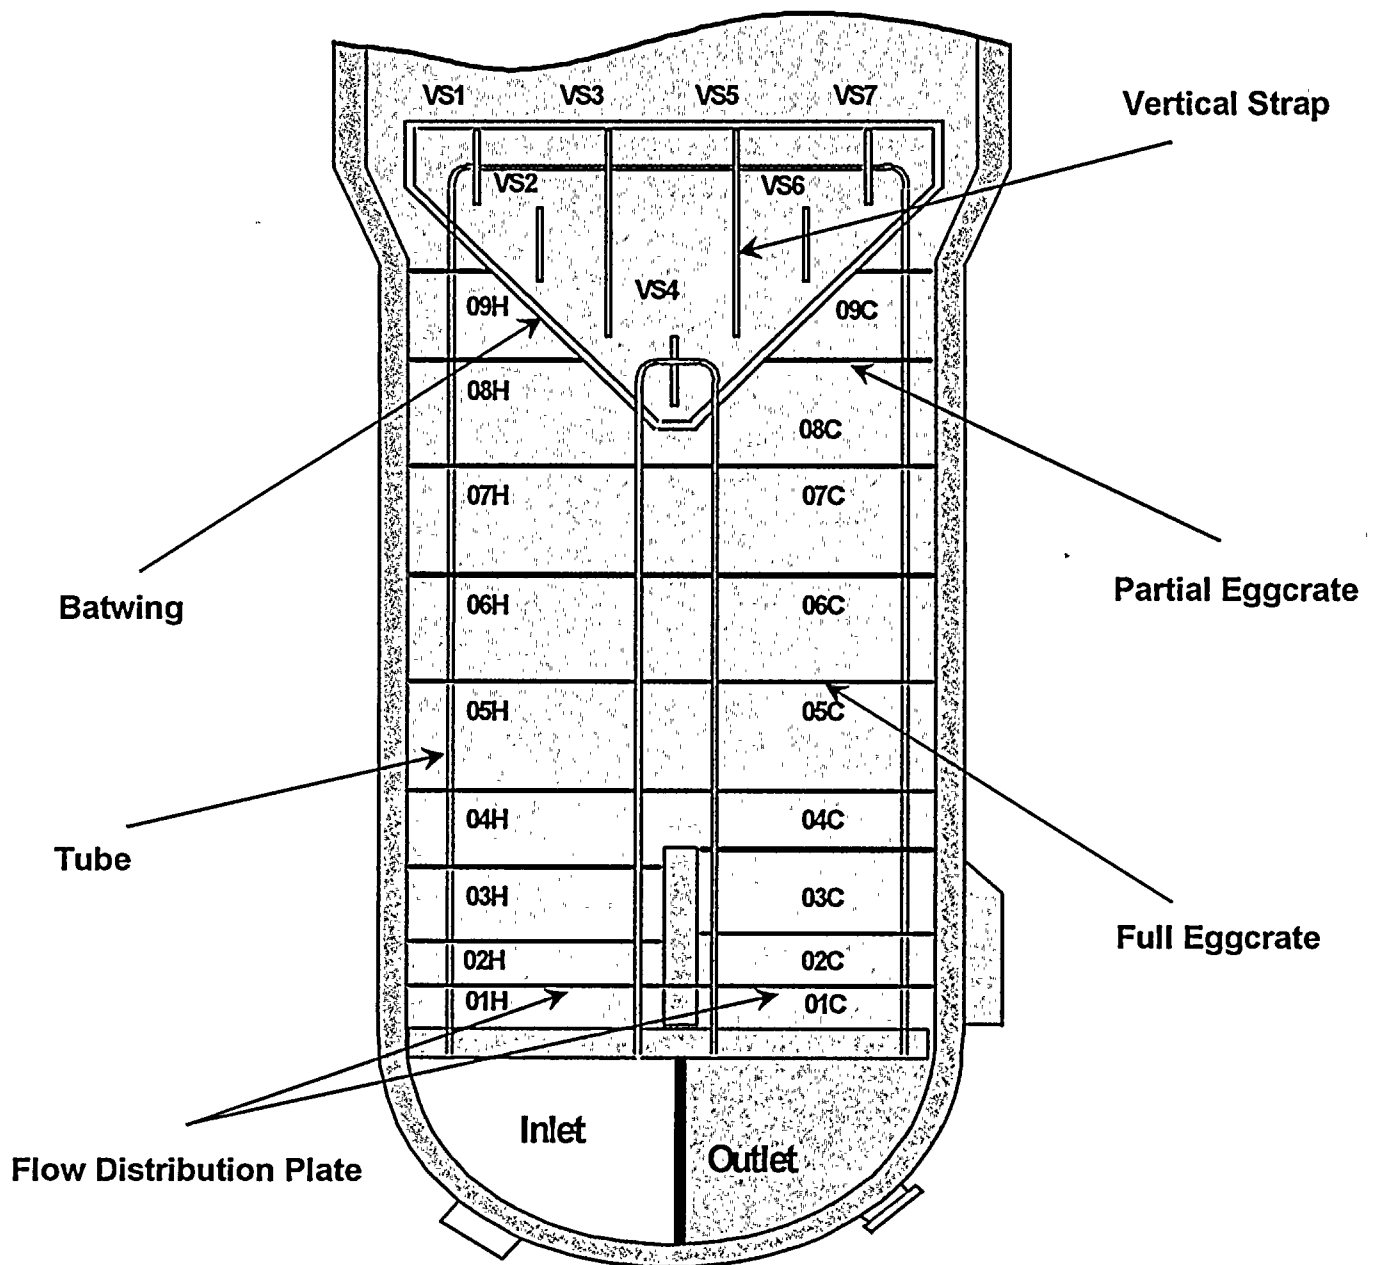 VS1 VS3 VS5 VS7
Vertical Strap
VS2 VS6
VS4
09H 09C
08H
08C
07H 07C
Batwing
Partial Eggcrate
06H 06C
05H 05C
04H 04C
Tube
03H 03C
Full Eggcrate
02H 02C
01H 01C
Inlet
Outlet
Flow Distribution Plate